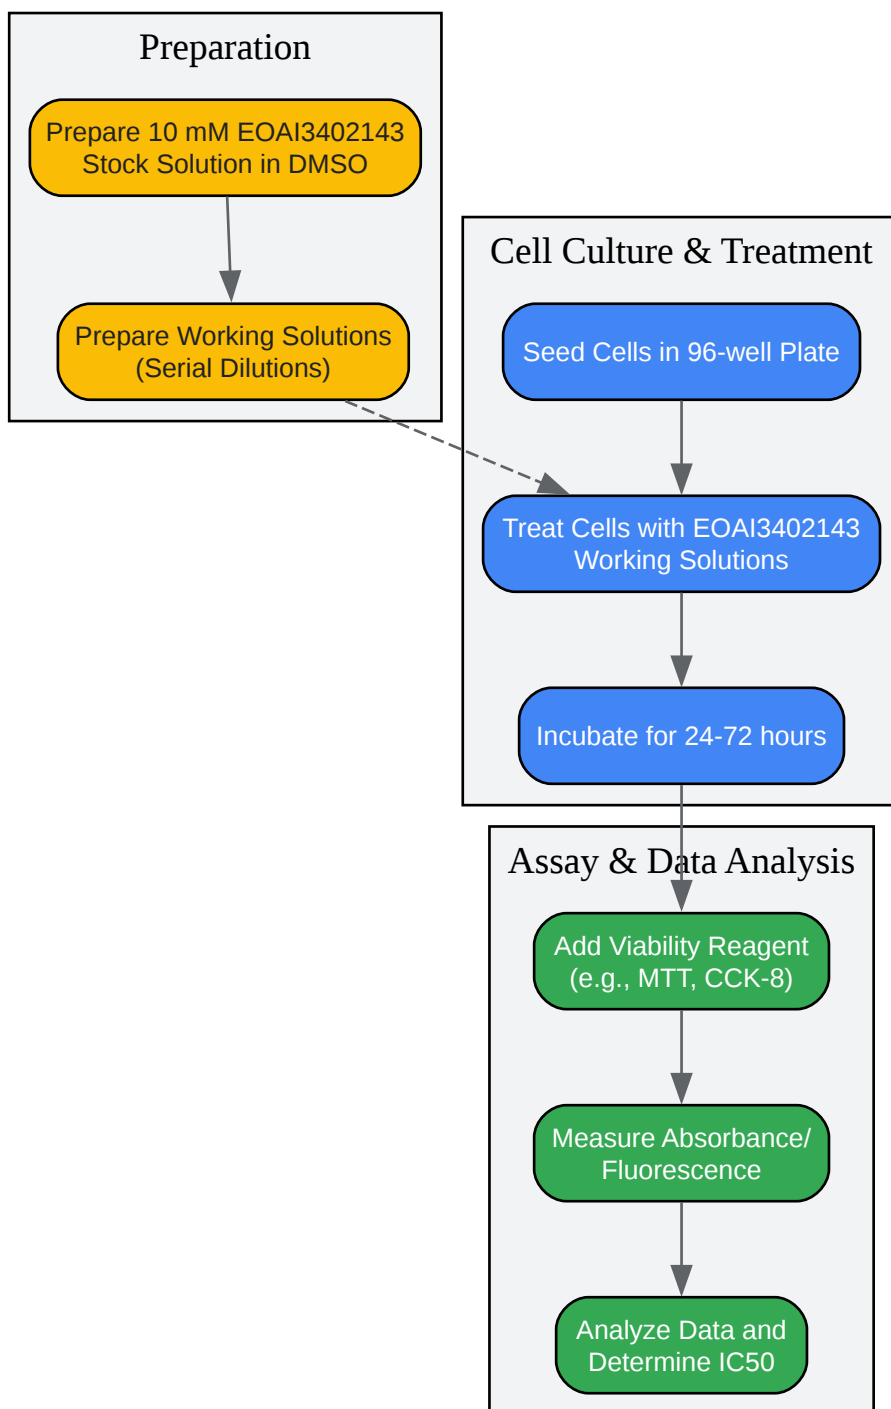 Preparation
Prepare 10 mM EOAI3402143
Stock Solution in DMSO
Prepare Working Solutions
(Serial Dilutions)
Cell Culture & Treatment
Seed Cells in 96-well Plate
Treat Cells with EOAI3402143
Working Solutions
Incubate for 24-72 hours
Assay & Data Analysis
Add Viability Reagent
(e.g., MTT, CCK-8)
Measure Absorbance/
Fluorescence
Analyze Data and
Determine IC50